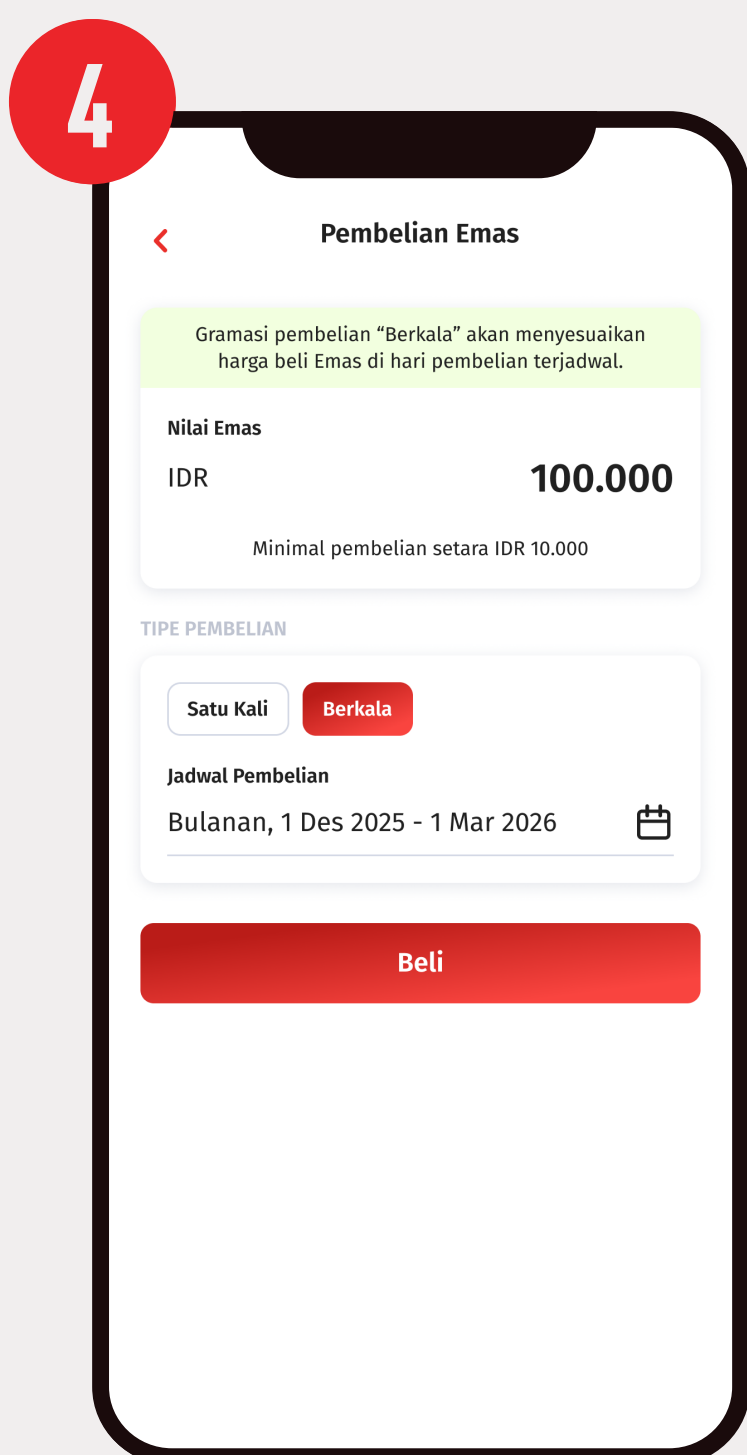 4
Pembelian Emas
Gramasi pembelian “Berkala” akan menyesuaikan
harga beli Emas di hari pembelian terjadwal.
Nilai Emas
IDR 100.000
Minimal pembelian setara IDR 10.000
TIPE PEMBELIAN
Satu Kali Berkala
Jadwal Pembelian
Bulanan, 1 Des 2025 - 1 Mar 2026
Beli